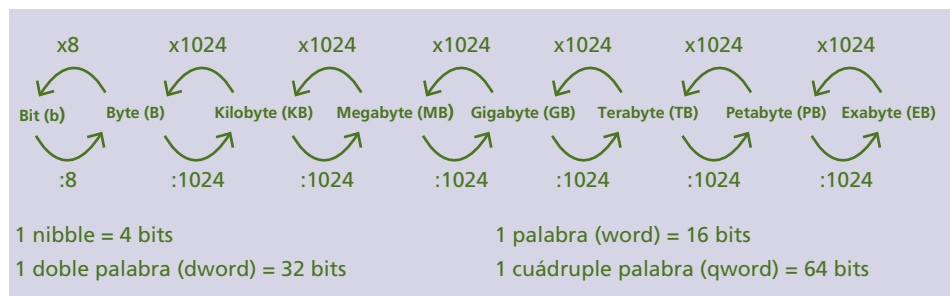 x8 x1024 x1024 x1024 x1024 x1024 x1024
Bit (b) Byte (B) Kilobyte (KB) Megabyte (MB) Gigabyte (GB) Terabyte (TB) Petabyte (PB) Exabyte (EB)
:8 :1024 :1024 :1024 :1024 :1024 :1024
1 nibble = 4 bits 1 palabra (word) = 16 bits
1 doble palabra (dword) = 32 bits 1 cuádruple palabra (qword) = 64 bits